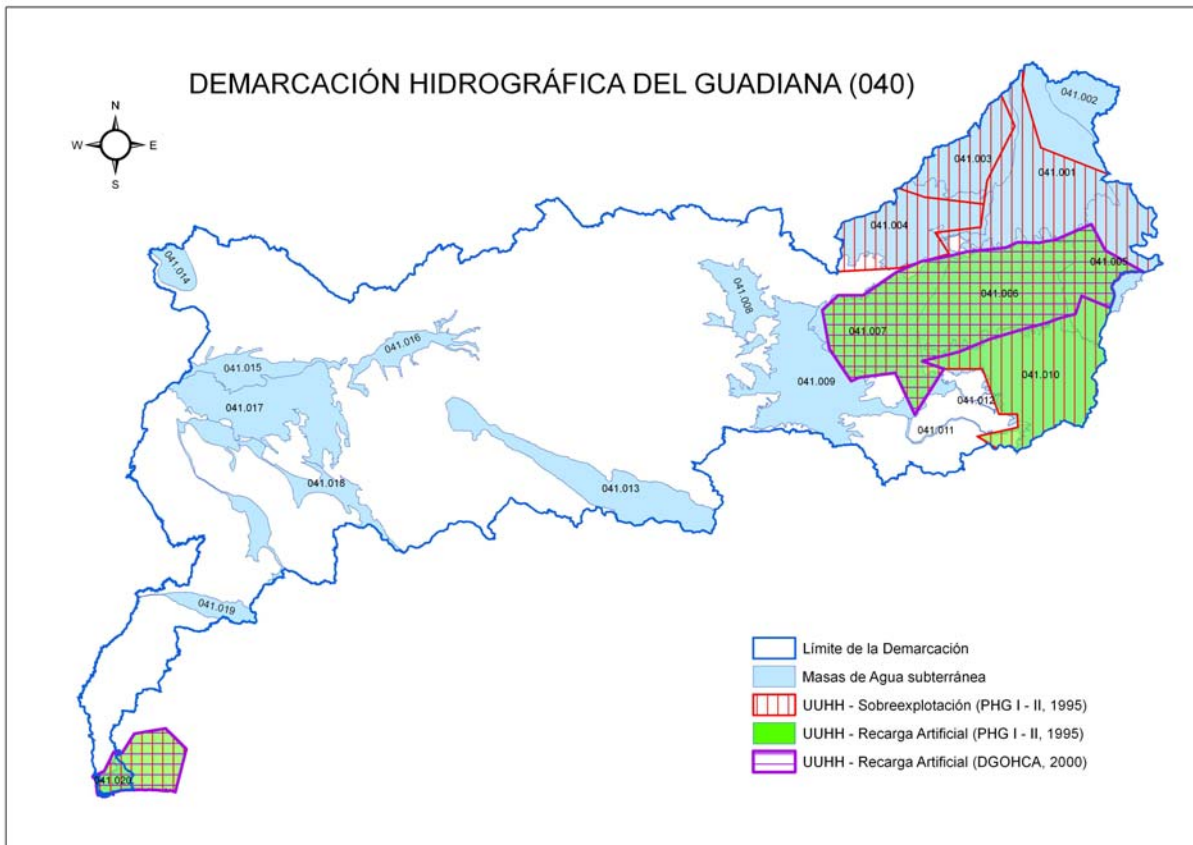 DEMARCACIÓN HIDROGRÁFICA DEL GUADIANA (040)
N
W E
S
041.002
041.003
041.001
041.004
041.005
041.014
041.008
041.006
041.007
041.016
041.015
041.009
041.010
041.017
041.012
041.011
041.018
041.013
041.019
041.020
Límite de la Demarcación
Masas de Agua subterránea
UUHH - Sobreexplotación (PHG I - II, 1995)
UUHH - Recarga Artificial (PHG I - II, 1995)
UUHH - Recarga Artificial (DGOHCA, 2000)